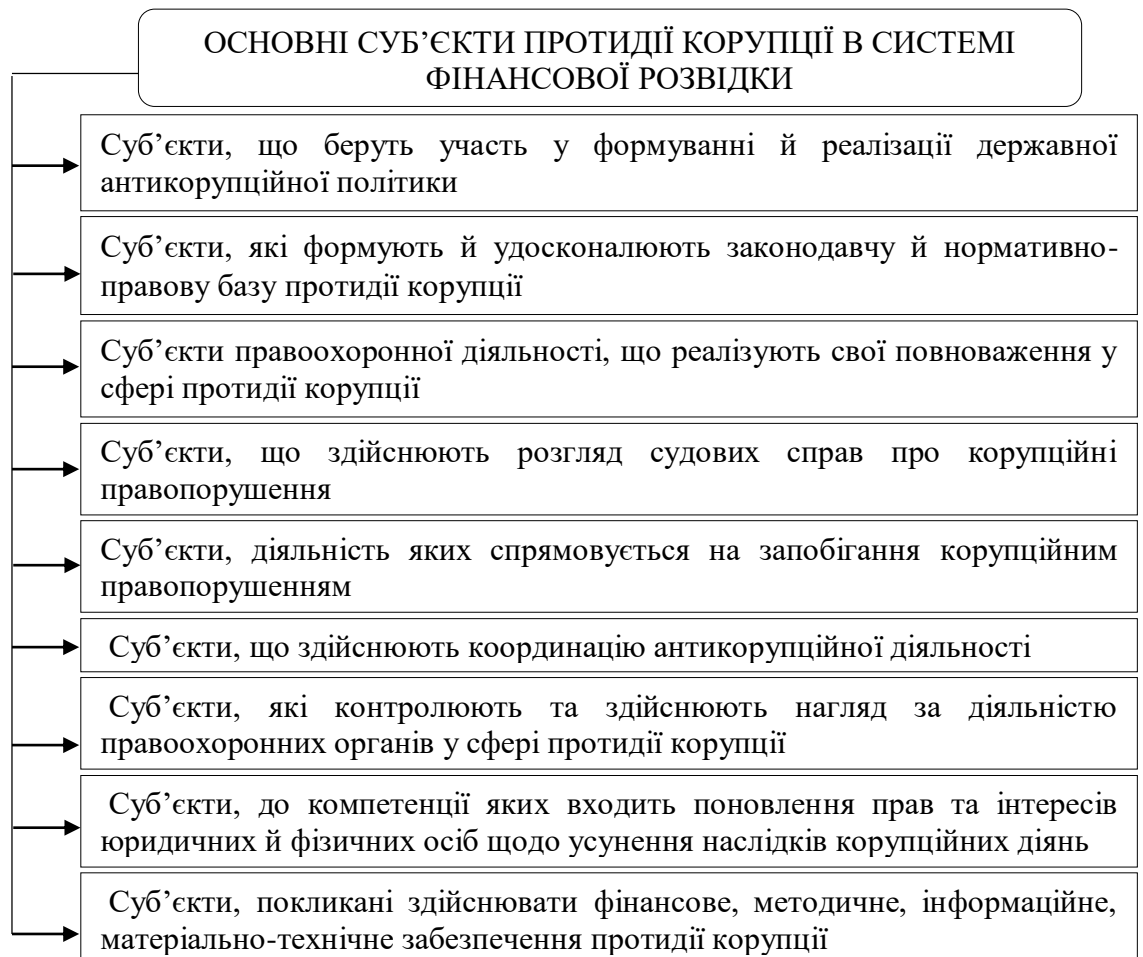 ОСНОВНІ СУБ’ЄКТИ ПРОТИДІЇ КОРУПЦІЇ В СИСТЕМІ
ФІНАНСОВОЇ РОЗВІДКИ
Суб’єкти, що беруть участь у формуванні й реалізації державної
антикорупційної політики
Суб’єкти, які формують й удосконалюють законодавчу й нормативно-
правову базу протидії корупції
Суб’єкти правоохоронної діяльності, що реалізують свої повноваження у
сфері протидії корупції
Суб’єкти, що здійснюють розгляд судових справ про корупційні
правопорушення
Суб’єкти, діяльність яких спрямовується на запобігання корупційним
правопорушенням
Суб’єкти, що здійснюють координацію антикорупційної діяльності
Суб’єкти, які контролюють та здійснюють нагляд за діяльністю
правоохоронних органів у сфері протидії корупції
Суб’єкти, до компетенції яких входить поновлення прав та інтересів
юридичних й фізичних осіб щодо усунення наслідків корупційних діянь
Суб’єкти, покликані здійснювати фінансове, методичне, інформаційне,
матеріально-технічне забезпечення протидії корупції